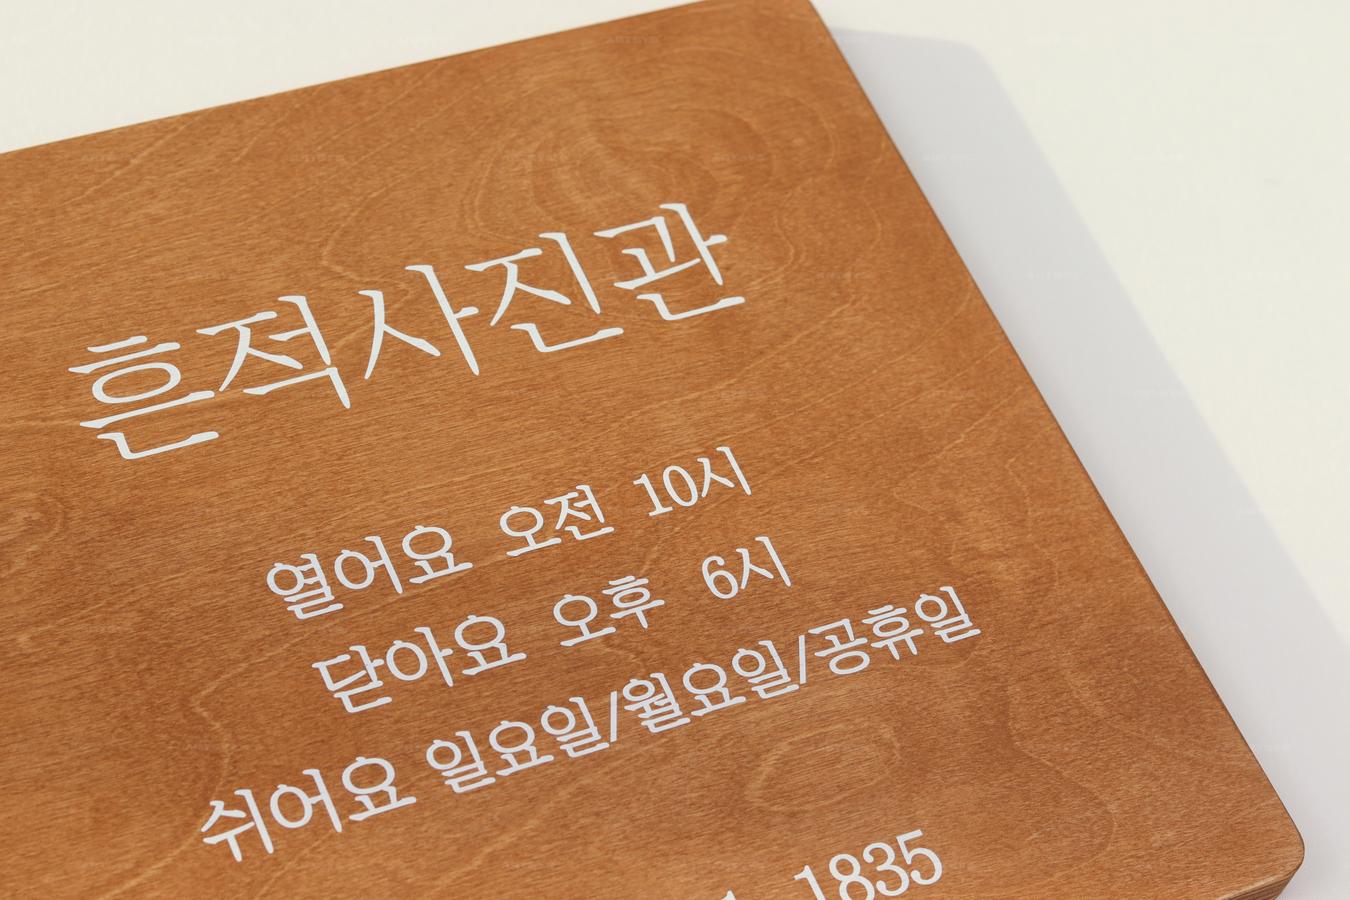 흔적사진관
열어요 오전 10시
닫아요 오후 6시
쉬어요 일요일/월요일/공휴일
1835